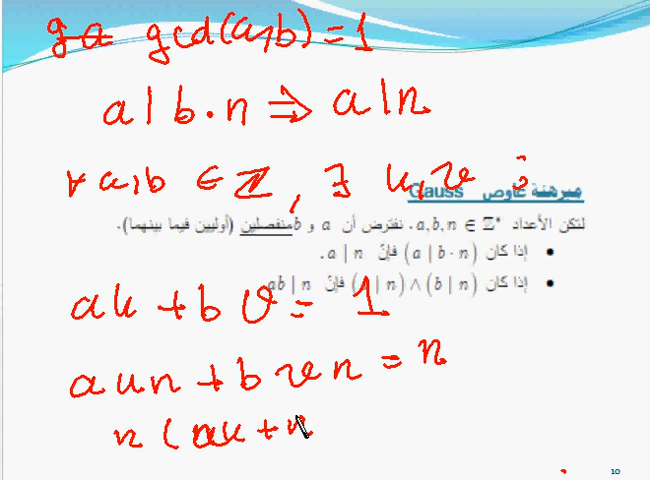 gcd(a,b)=1
a | b·n ⇒ a | n
∀ a,b ∈ ℤ, ∃ u,v :
مبرهنة غاوص Gauss
لتكن الأعداد a,b,n ∈ ℤ*. نفترض أن a و b منفصلين (أوليين فيما بينهما).
• إذا كان (a | b·n) فإنّ a | n.
• إذا كان (a | n) ∧ (b | n) فإنّ ab | n
au + bv = 1
aun + bvn = n
n (au + n
10